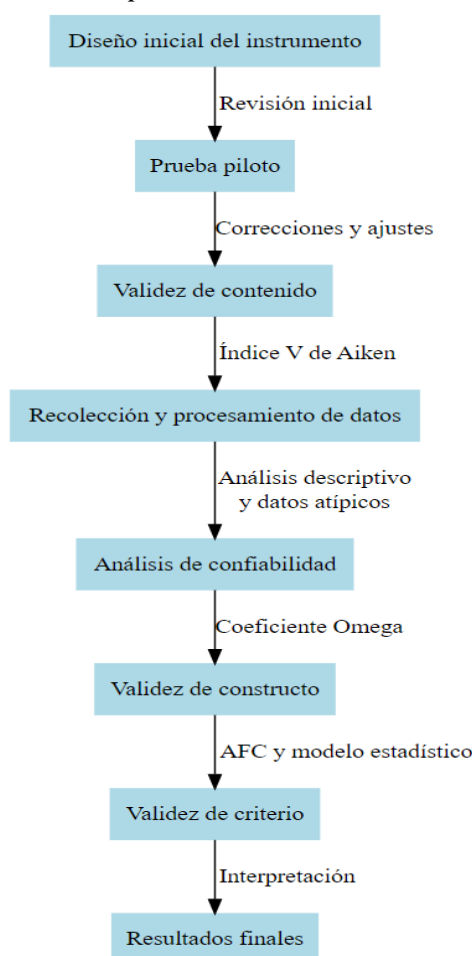 Diseño inicial del instrumento
Revisión inicial
Prueba piloto
Correcciones y ajustes
Validez de contenido
Índice V de Aiken
Recolección y procesamiento de datos
Análisis descriptivo
y datos atípicos
Análisis de confiabilidad
Coeficiente Omega
Validez de constructo
AFC y modelo estadístico
Validez de criterio
Interpretación
Resultados finales